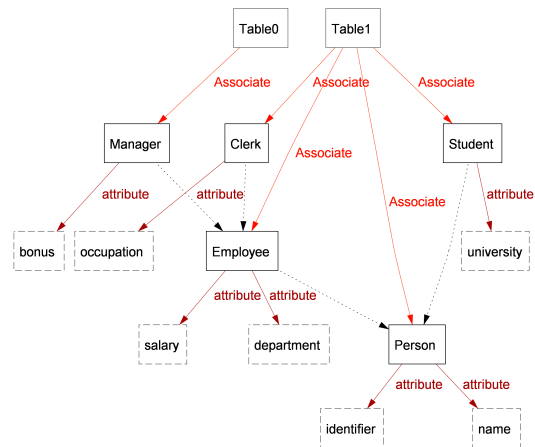 Table0
Table1
Associate
Associate
Associate
Manager
Clerk
Associate
Student
attribute
attribute
Associate
attribute
bonus
occupation
Employee
university
attribute
attribute
salary
department
Person
attribute
attribute
identifier
name